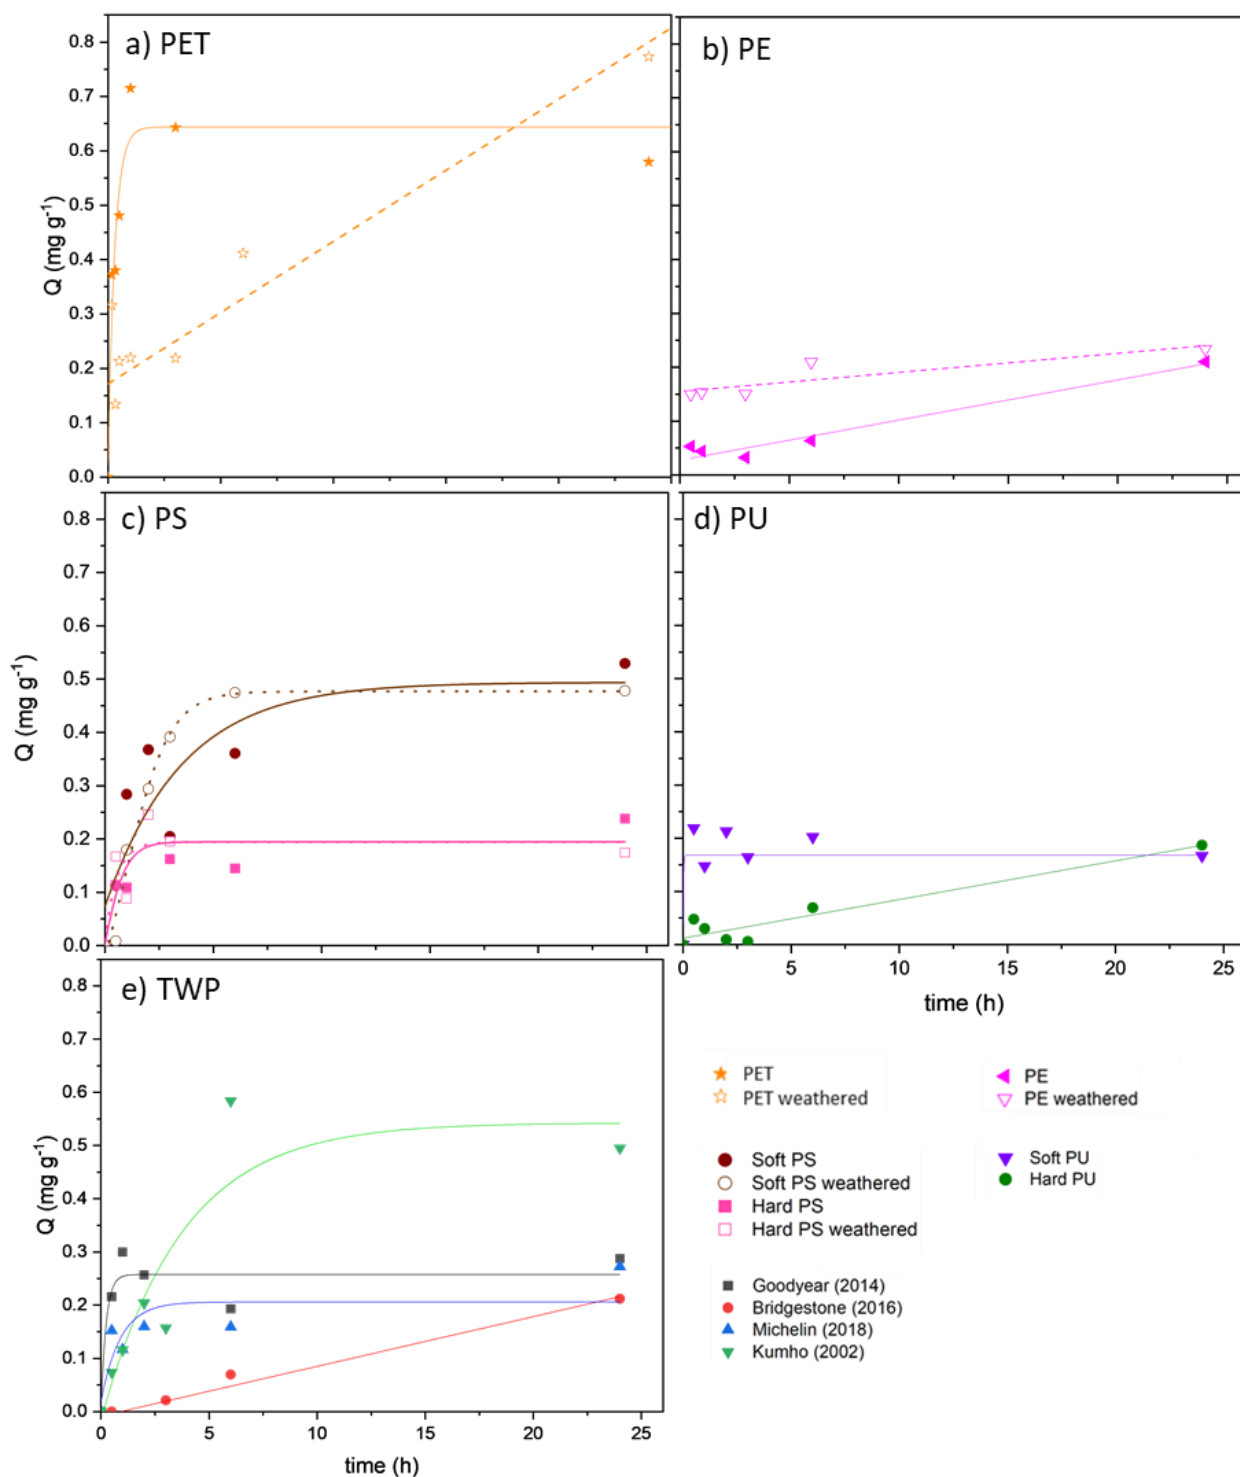 a) PET
0.8
0.7
0.6
0.5
0.4
0.3
0.2
0.1
0.0
Q (mg g-1)
b) PE
c) PS
0.8
0.7
0.6
0.5
0.4
0.3
0.2
0.1
0.0
Q (mg g-1)
d) PU
0 5 10 15 20 25
time (h)
e) TWP
0.8
0.7
0.6
0.5
0.4
0.3
0.2
0.1
0.0
Q (mg g-1)
0 5 10 15 20 25
time (h)
PET
PET weathered
PE
PE weathered
Soft PS
Soft PS weathered
Hard PS
Hard PS weathered
Soft PU
Hard PU
Goodyear (2014)
Bridgestone (2016)
Michelin (2018)
Kumho (2002)